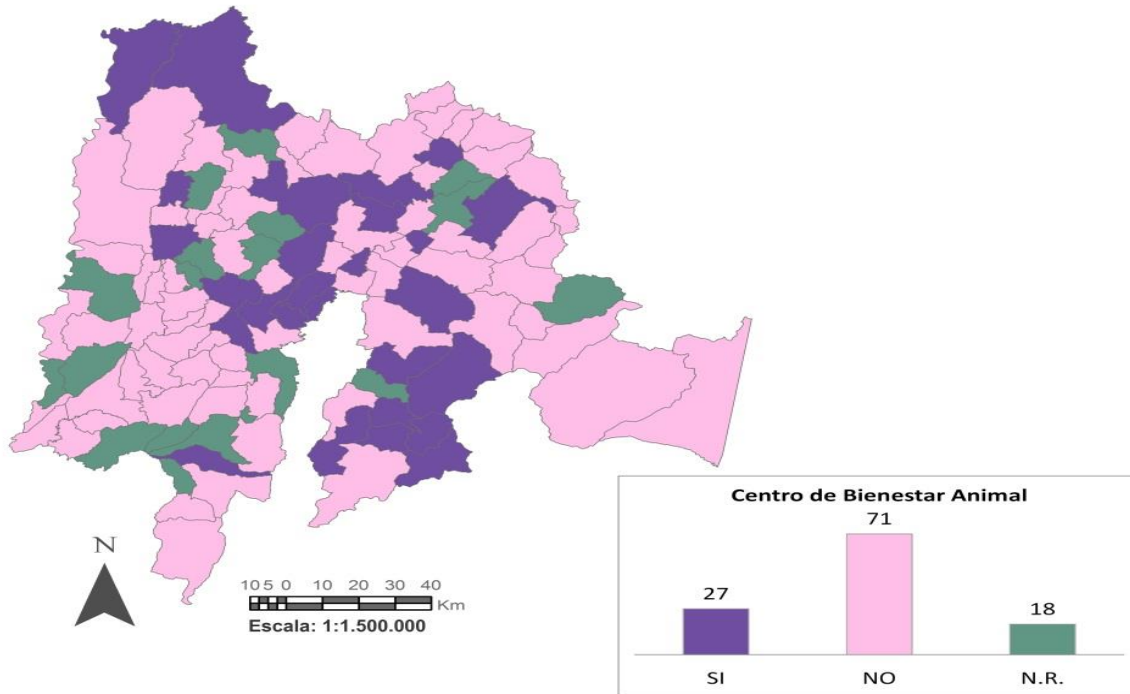 N
10 5 0 10 20 30 40
Km
Escala: 1:1.500.000
Centro de Bienestar Animal
27
71
18
SI
NO
N.R.